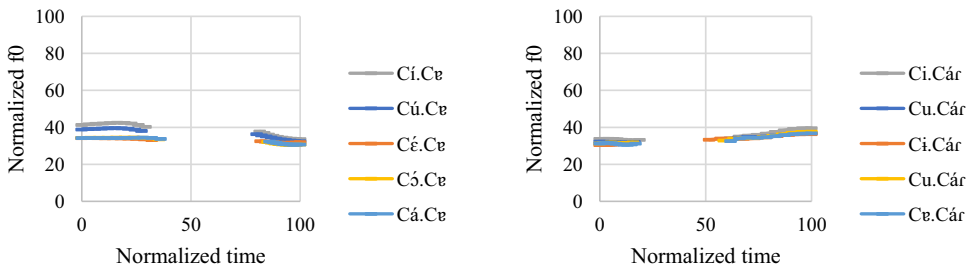 100
80
60
40
20
0
Normalized f0
0
50
100
Normalized time
Cí.Cɐ
Cú.Cɐ
Cɛ́.Cɐ
Cɔ́.Cɐ
Cá.Cɐ
100
80
60
40
20
0
Normalized f0
0
50
100
Normalized time
Ci.Cáɾ
Cu.Cáɾ
Cɨ.Cáɾ
Cu.Cáɾ
Cɐ.Cáɾ